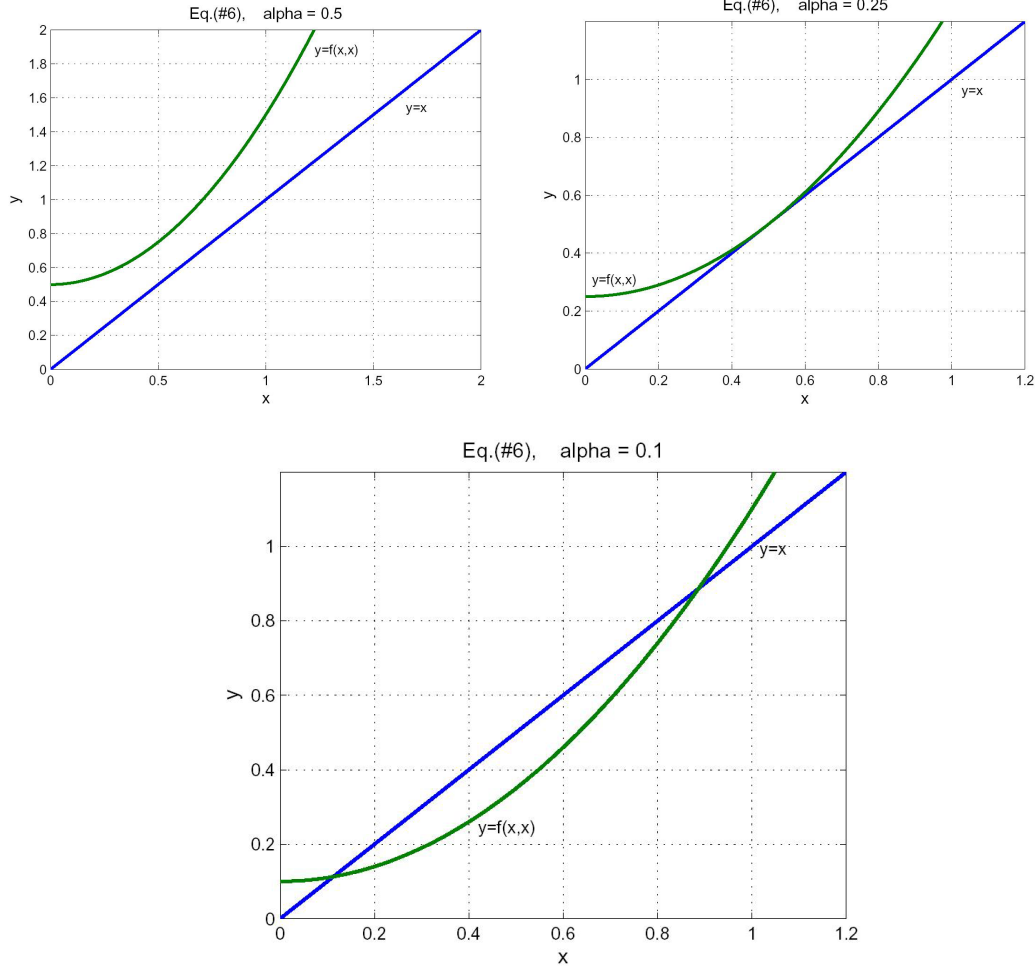 Eq.(#6), alpha = 0.5
2
1.8
1.6
1.4
1.2
1
0.8
0.6
0.4
0.2
0
y
y=f(x,x)
y=x
0 0.5 1 1.5 2
x
Eq.(#6), alpha = 0.25
1
0.8
0.6
0.4
0.2
0
y
y=x
y=f(x,x)
0 0.2 0.4 0.6 0.8 1 1.2
x
Eq.(#6), alpha = 0.1
1
0.8
0.6
0.4
0.2
0
y
y=x
y=f(x,x)
0 0.2 0.4 0.6 0.8 1 1.2
x